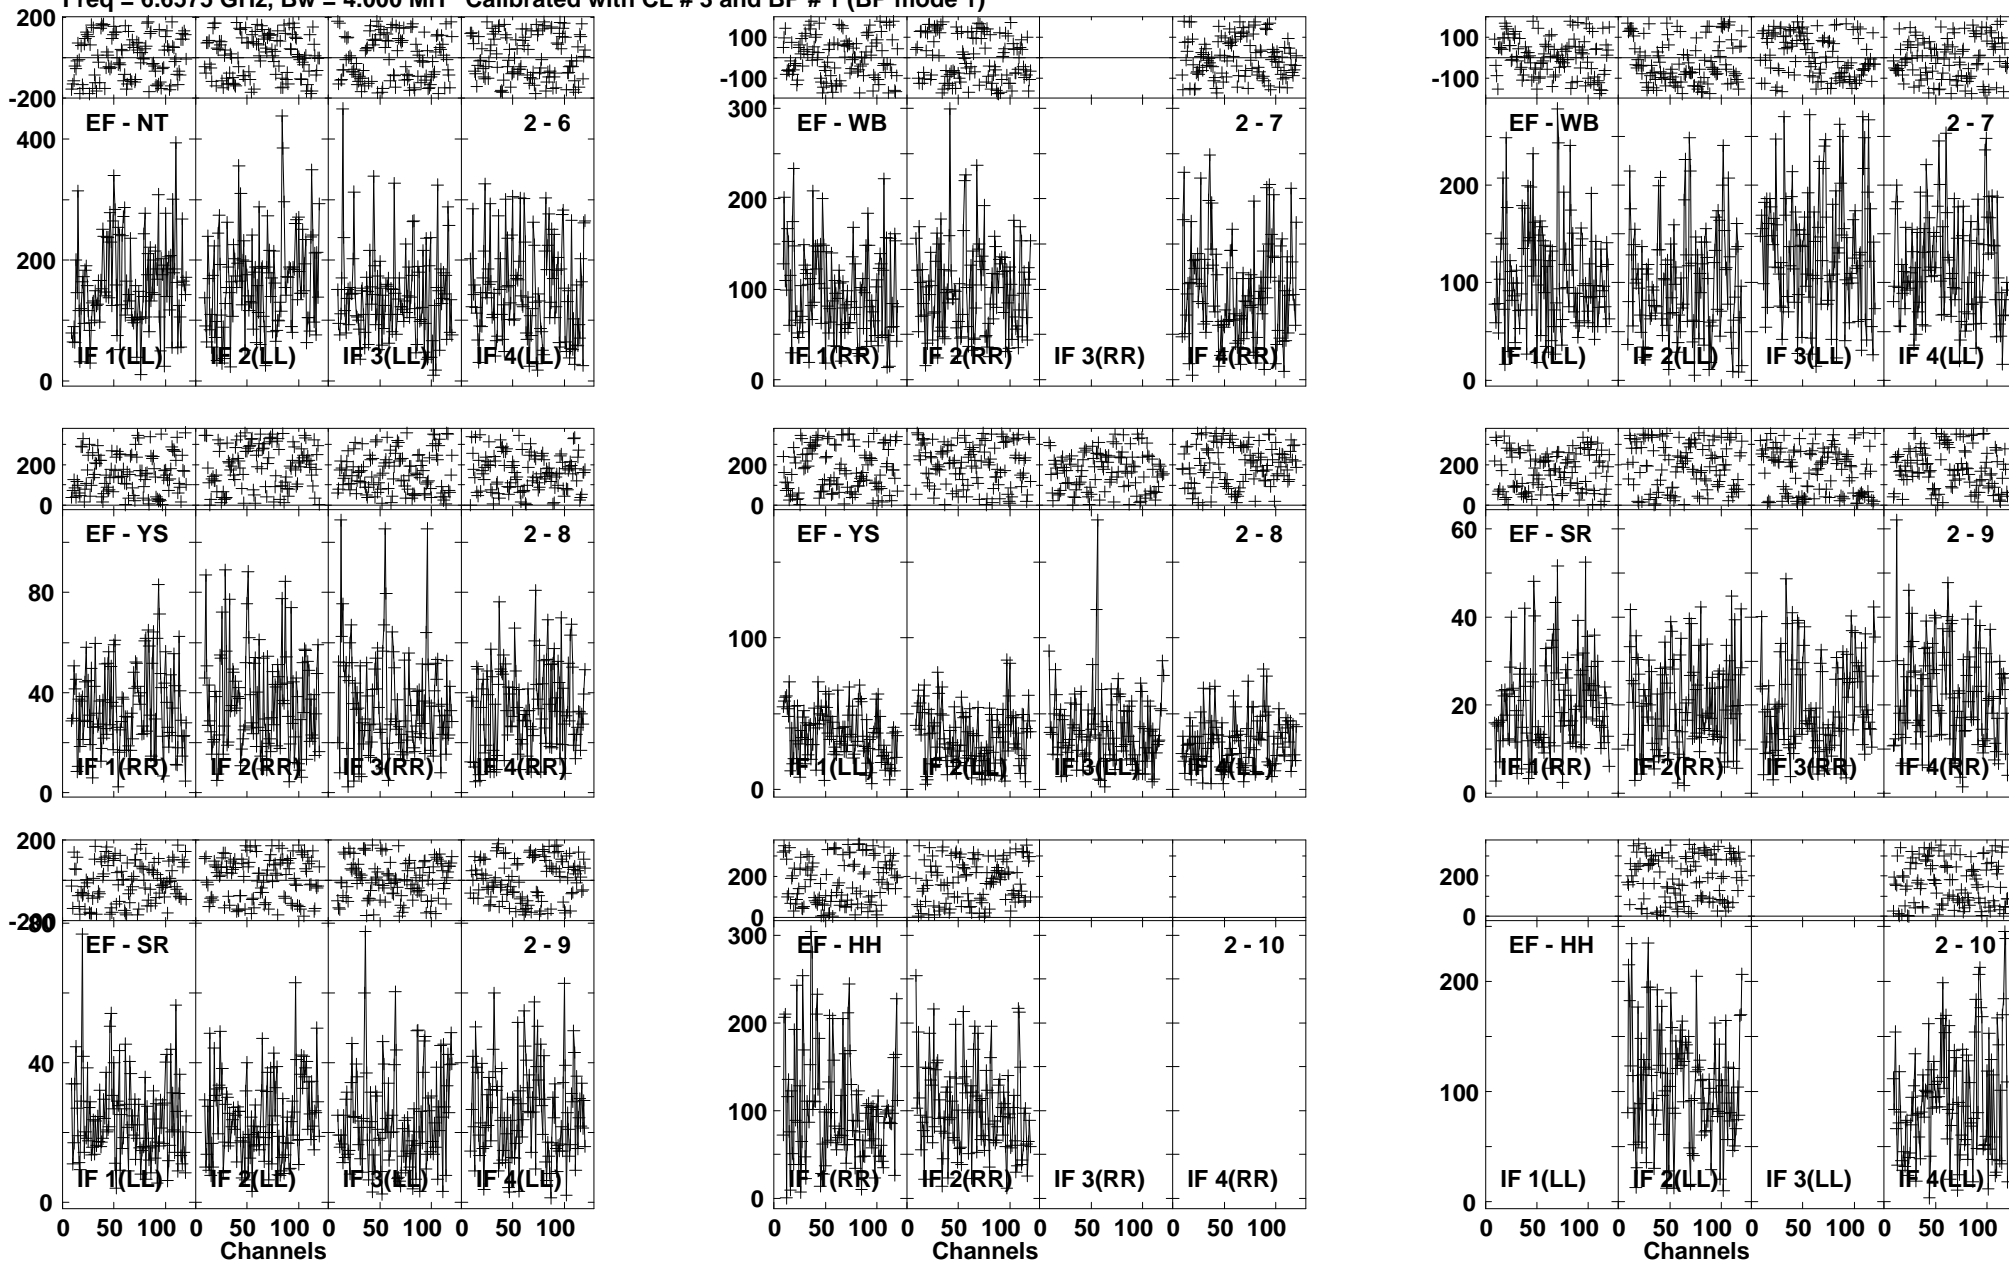 Freq = 6.6575 GHz, Bw = 4.000 MH Calibrated with CL # 3 and BP # 1 (BP mode 1)
200
-200
400
200
0
EF - NT
2 - 6
IF 1(LL)
IF 2(LL)
IF 3(LL)
IF 4(LL)
100
-100
300
200
100
0
EF - WB
2 - 7
IF 1(RR)
IF 2(RR)
IF 3(RR)
IF 4(RR)
100
-100
200
100
0
EF - WB
2 - 7
IF 1(LL)
IF 2(LL)
IF 3(LL)
IF 4(LL)
200
0
80
40
0
EF - YS
2 - 8
IF 1(RR)
IF 2(RR)
IF 3(RR)
IF 4(RR)
200
0
100
0
EF - YS
2 - 8
IF 1(LL)
IF 2(LL)
IF 3(LL)
IF 4(LL)
200
0
60
40
20
0
EF - SR
2 - 9
IF 1(RR)
IF 2(RR)
IF 3(RR)
IF 4(RR)
200
-200
80
40
0
EF - SR
2 - 9
IF 1(LL)
IF 2(LL)
IF 3(LL)
IF 4(LL)
0 50 100 0 50 100 0 50 100 0 50 100
Channels
200
0
300
200
100
0
EF - HH
2 - 10
IF 1(RR)
IF 2(RR)
IF 3(RR)
IF 4(RR)
0 50 100 0 50 100 0 50 100 0 50 100
Channels
200
0
200
100
0
EF - HH
2 - 10
IF 1(LL)
IF 2(LL)
IF 3(LL)
IF 4(LL)
0 50 100 0 50 100 0 50 100 0 50 100
Channels